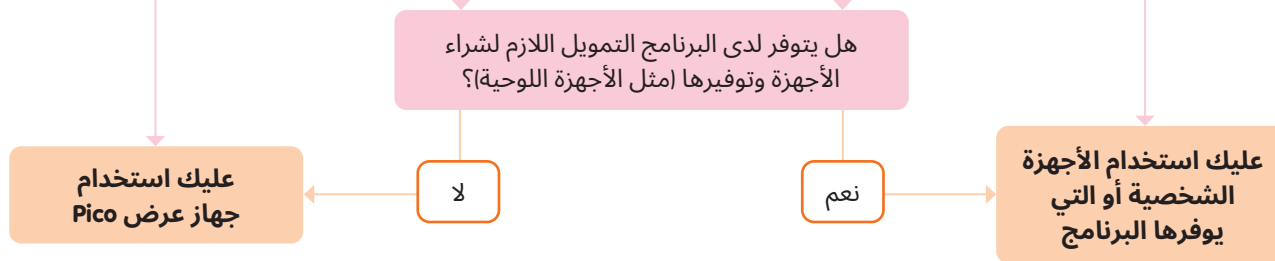 هل يتوفر لدى البرنامج التمويل اللازم لشراء
الأجهزة وتوفيرها (مثل الأجهزة اللوحية)؟
عليك استخدام الأجهزة
الشخصية أو التي
يوفرها البرنامج
نعم
لا
عليك استخدام
جهاز عرض Pico